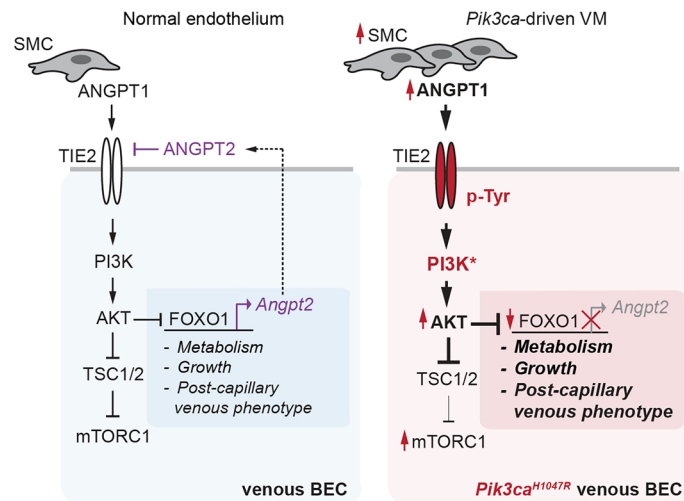 Normal endothelium
SMC
ANGPT1
TIE2
ANGPT2
PI3K
AKT
FOXO1
Angpt2
- Metabolism
- Growth
- Post-capillary
venous phenotype
TSC1/2
mTORC1
venous BEC
Pik3ca-driven VM
SMC
ANGPT1
TIE2
p-Tyr
PI3K*
AKT
FOXO1
Angpt2
- Metabolism
- Growth
- Post-capillary
venous phenotype
TSC1/2
mTORC1
Pik3caH1047R venous BEC